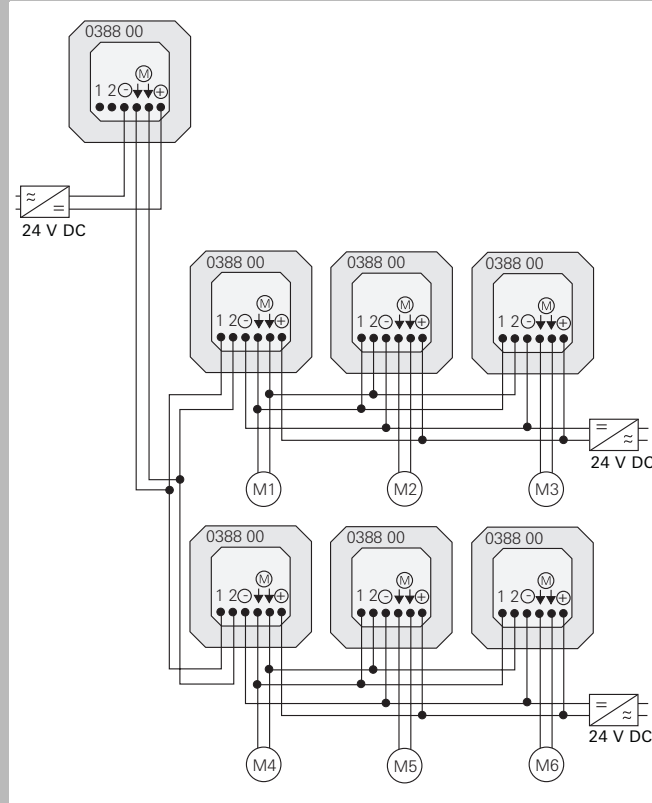 0388 00
M
1 2 - +
24 V DC
0388 00 0388 00 0388 00
M M M
1 2 - + 1 2 - + 1 2 - +
24 V DC
M1 M2 M3
0388 00 0388 00 0388 00
M M M
1 2 - + 1 2 - + 1 2 - +
24 V DC
M4 M5 M6